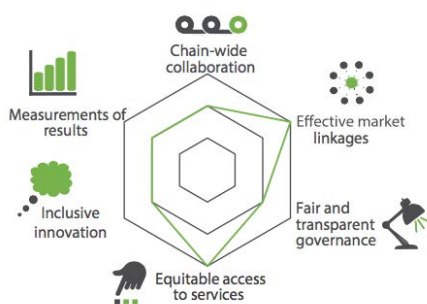 Chain-wide
collaboration
Measurements of
results
Effective market
linkages
Inclusive
innovation
Fair and
transparent
governance
Equitable access
to services